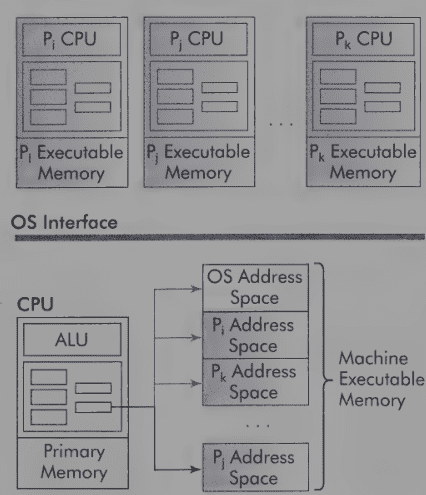 Pi CPU
Pj CPU
Pk CPU
. . .
Pi Executable
Memory
Pj Executable
Memory
Pk Executable
Memory
OS Interface
CPU
ALU
Primary
Memory
OS Address
Space
Pi Address
Space
Pk Address
Space
. . .
Pj Address
Space
Machine
Executable
Memory